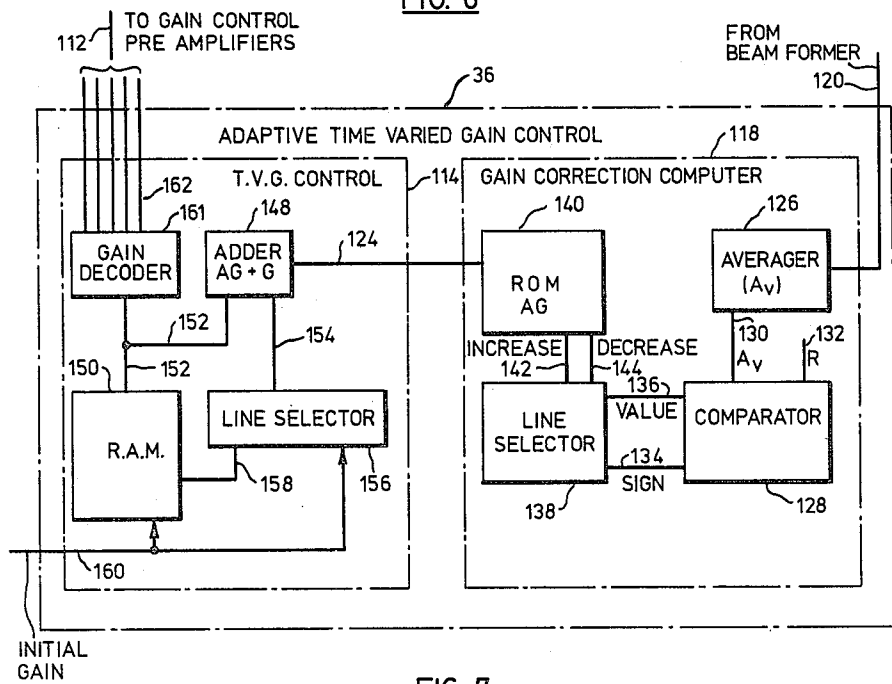 FIG. 6
TO GAIN CONTROL
PRE AMPLIFIERS
112
FROM
BEAM FORMER
120
36
ADAPTIVE TIME VARIED GAIN CONTROL
118
T.V.G. CONTROL
114
GAIN CORRECTION COMPUTER
162
161
148
140
126
GAIN
DECODER
ADDER
AG + G
124
ROM
AG
AVERAGER
(AV)
152
154
130
132
INCREASE
DECREASE
AV
R
150
152
142
144
136
VALUE
LINE SELECTOR
R.A.M.
LINE
SELECTOR
COMPARATOR
134
SIGN
158
156
138
128
160
INITIAL
GAIN
FIG. 7